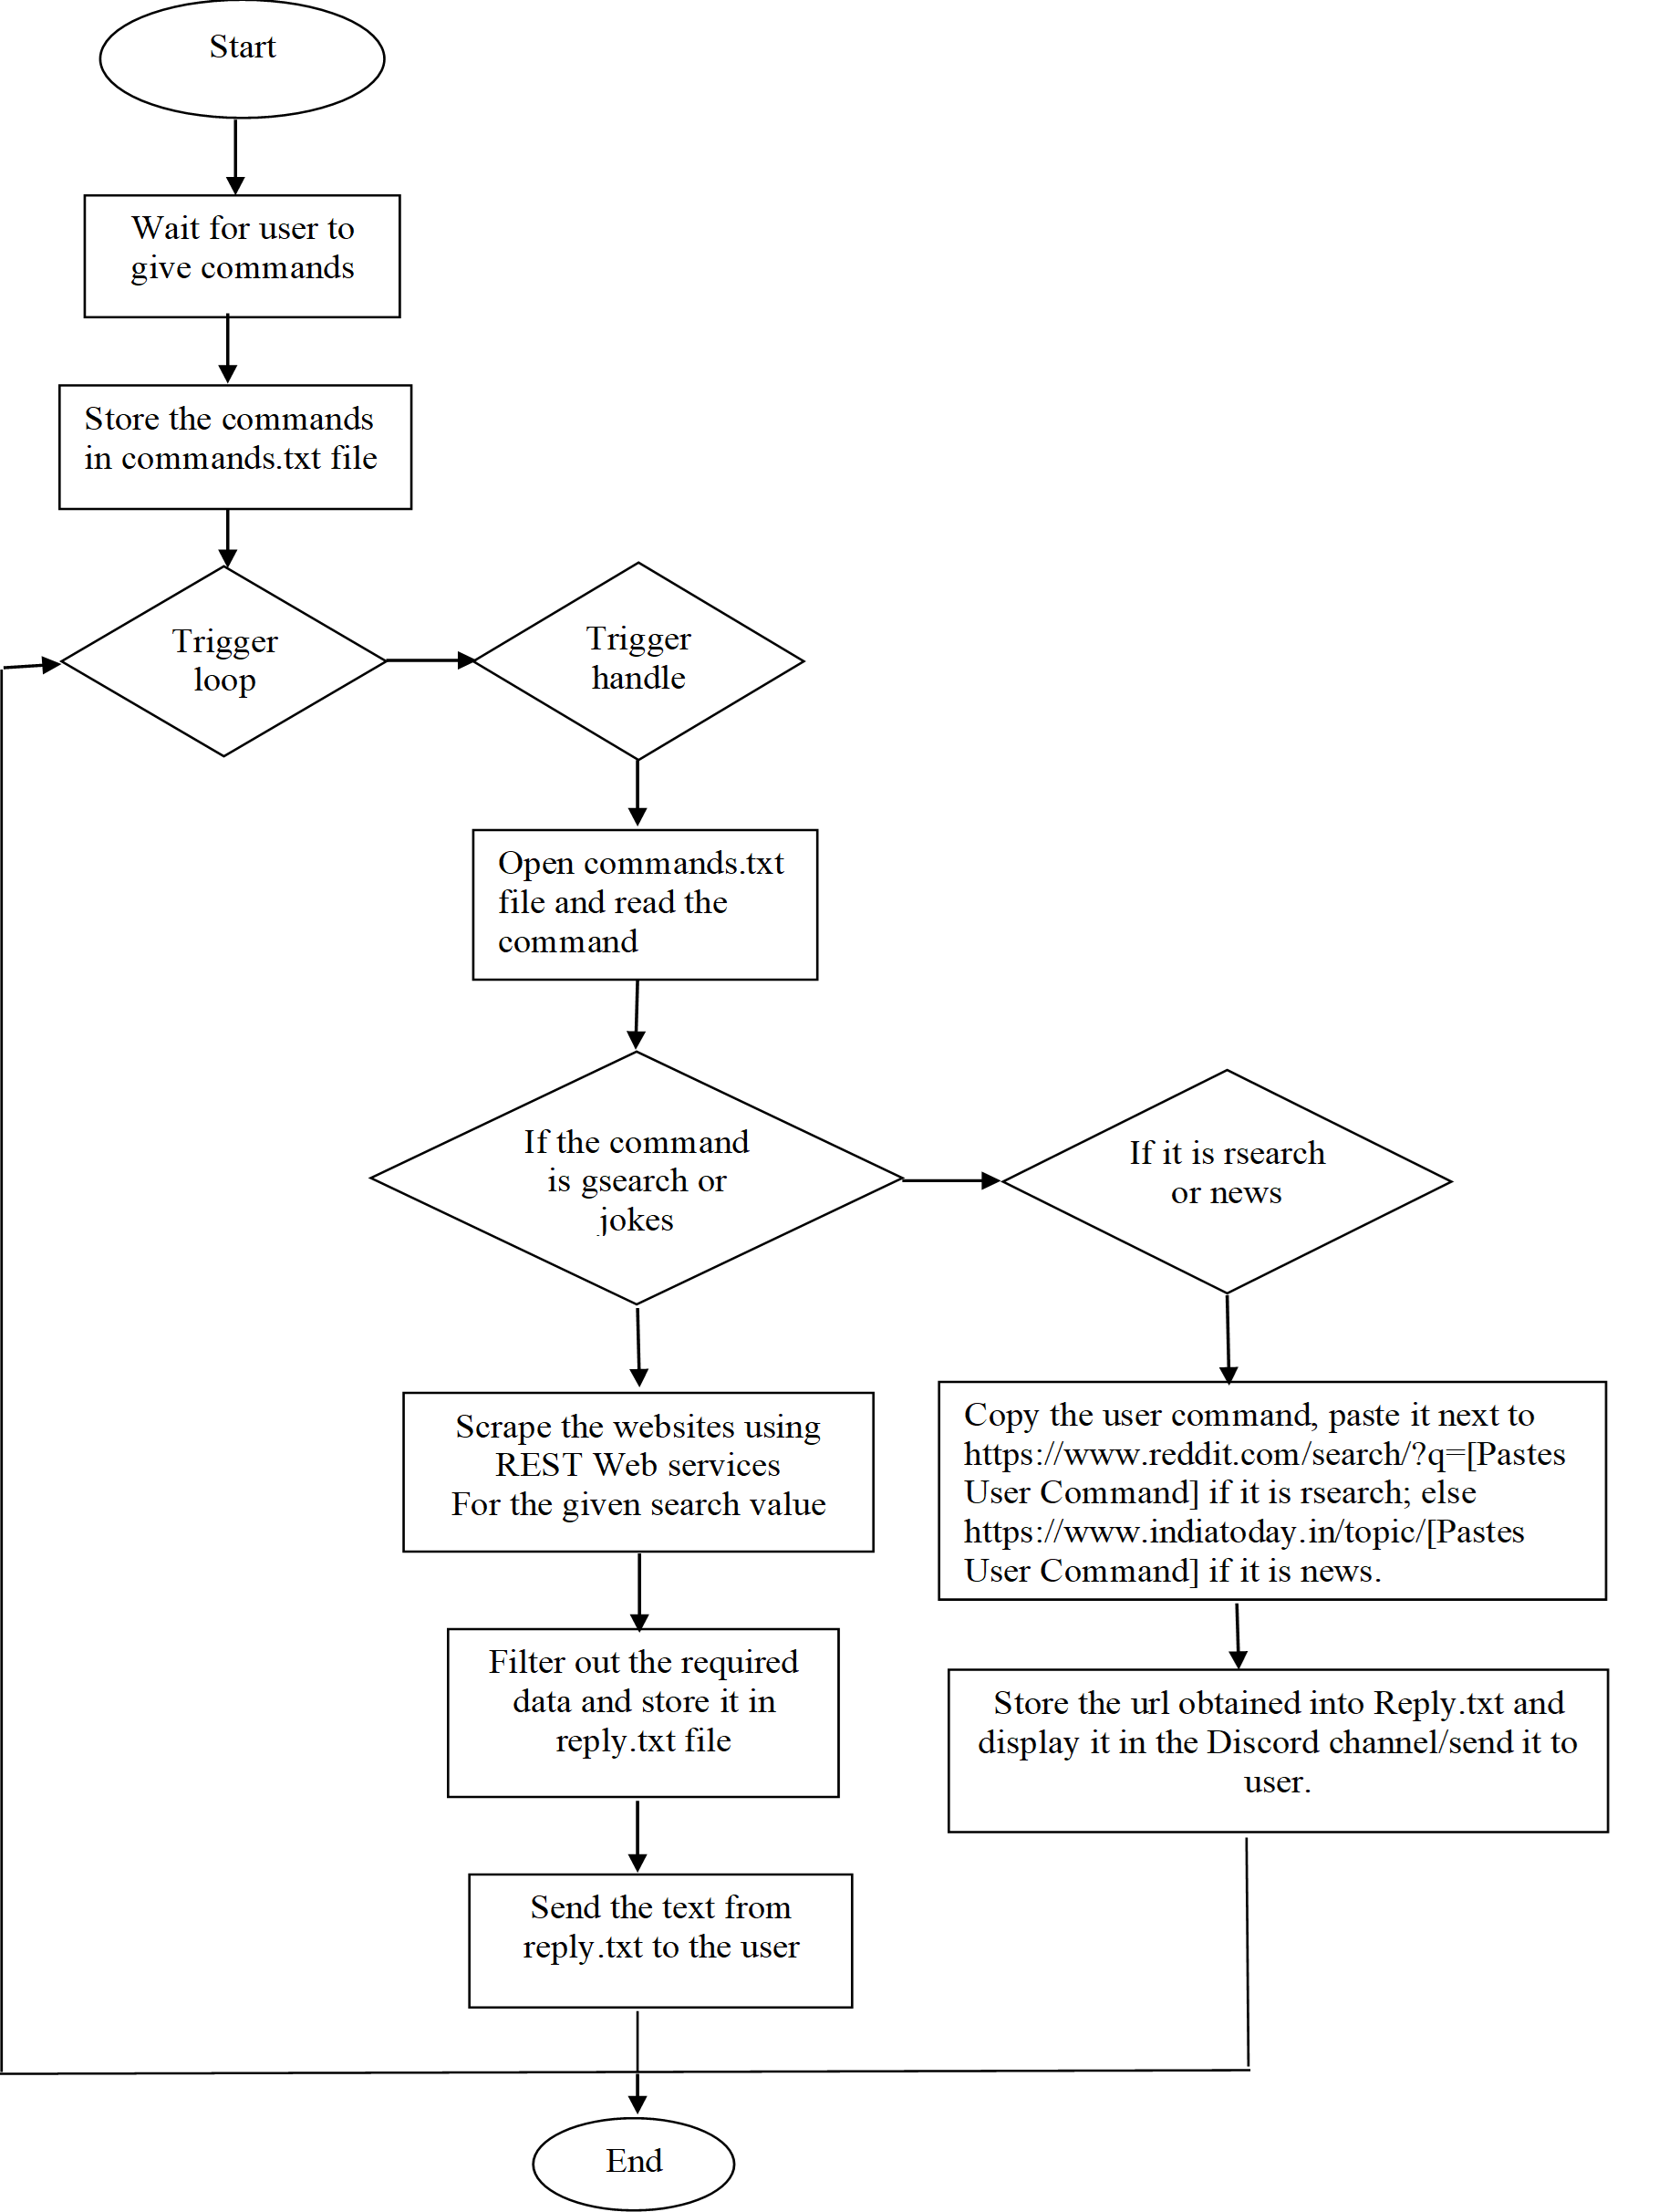 Start
Wait for user to
give commands
Store the commands
in commands.txt file
Trigger
loop
Trigger
handle
Open commands.txt
file and read the
command
If the command
is gsearch or
jokes
If it is rsearch
or news
Scrape the websites using
REST Web services
For the given search value
Copy the user command, paste it next to
https://www.reddit.com/search/?q=[Pastes
User Command] if it is rsearch; else
https://www.indiatoday.in/topic/[Pastes
User Command] if it is news.
Filter out the required
data and store it in
reply.txt file
Store the url obtained into Reply.txt and
display it in the Discord channel/send it to
user.
Send the text from
reply.txt to the user
End